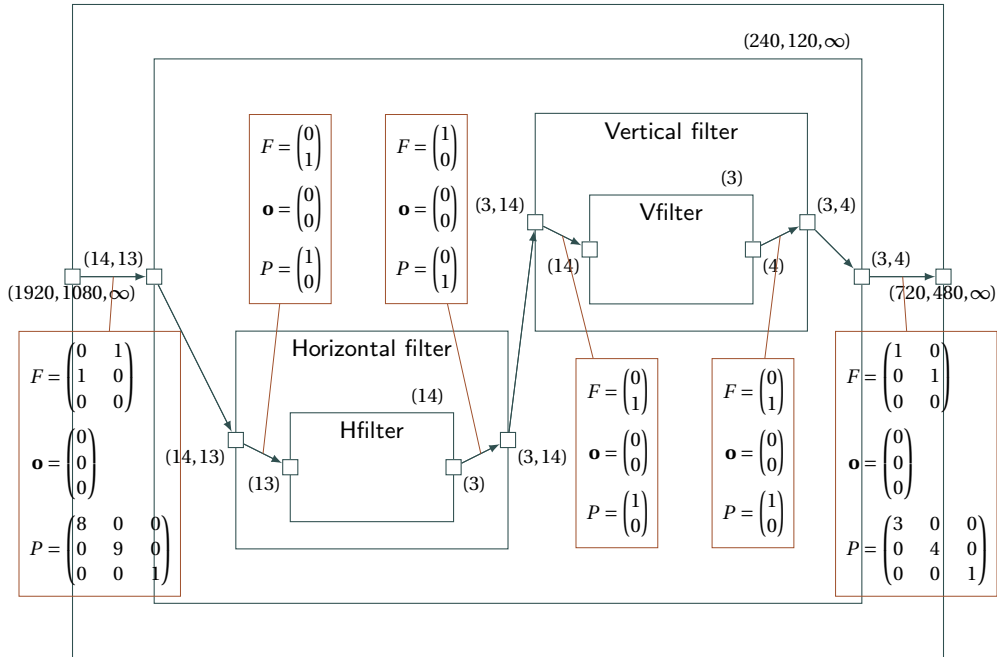 (240, 120, ∞)
Vertical filter
F = (0 1)
o = (0 0)
P = (1 0)
F = (1 0)
o = (0 0)
P = (0 1)
(3)
Vfilter
(3, 14)
(3, 4)
(14)
(4)
(14, 13)
(1920, 1080, ∞)
(3, 4)
(720, 480, ∞)
Horizontal filter
(14)
Hfilter
(14, 13)
(13)
(3)
(3, 14)
F = (0 1
1 0
0 0)
o = (0
0
0)
P = (8 0 0
0 9 0
0 0 1)
F = (0 1)
o = (0 0)
P = (1 0)
F = (0 1)
o = (0 0)
P = (1 0)
F = (1 0
0 1
0 0)
o = (0
0
0)
P = (3 0 0
0 4 0
0 0 1)